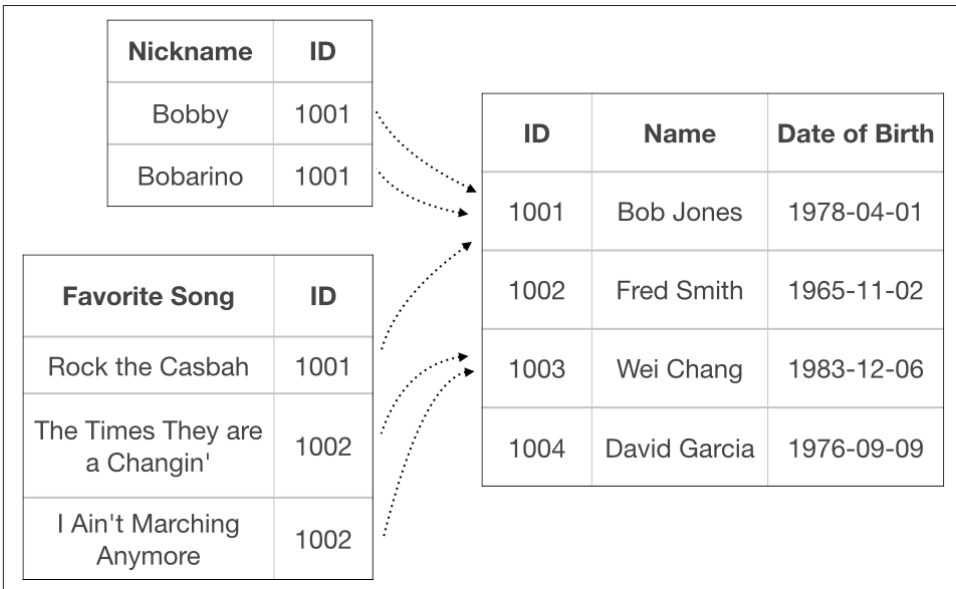 Nickname ID
Bobby 1001
Bobarino 1001
Favorite Song ID
Rock the Casbah 1001
The Times They are
a Changin' 1002
I Ain't Marching
Anymore 1002
ID Name Date of Birth
1001 Bob Jones 1978-04-01
1002 Fred Smith 1965-11-02
1003 Wei Chang 1983-12-06
1004 David Garcia 1976-09-09